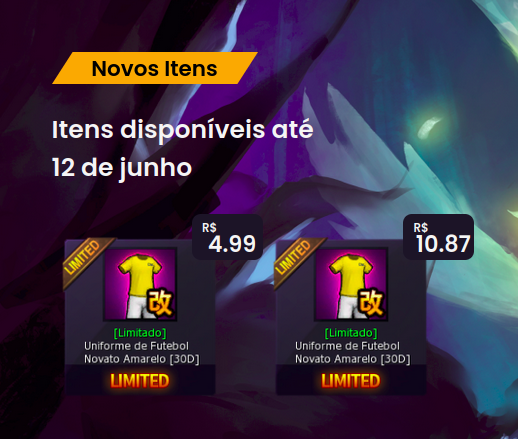 Novos Itens
Itens disponíveis até
12 de junho
R$
4.99
LIMITED
改
[Limitado]
Uniforme de Futebol
Novato Amarelo [30D]
LIMITED
R$
10.87
LIMITED
改
[Limitado]
Uniforme de Futebol
Novato Amarelo [30D]
LIMITED